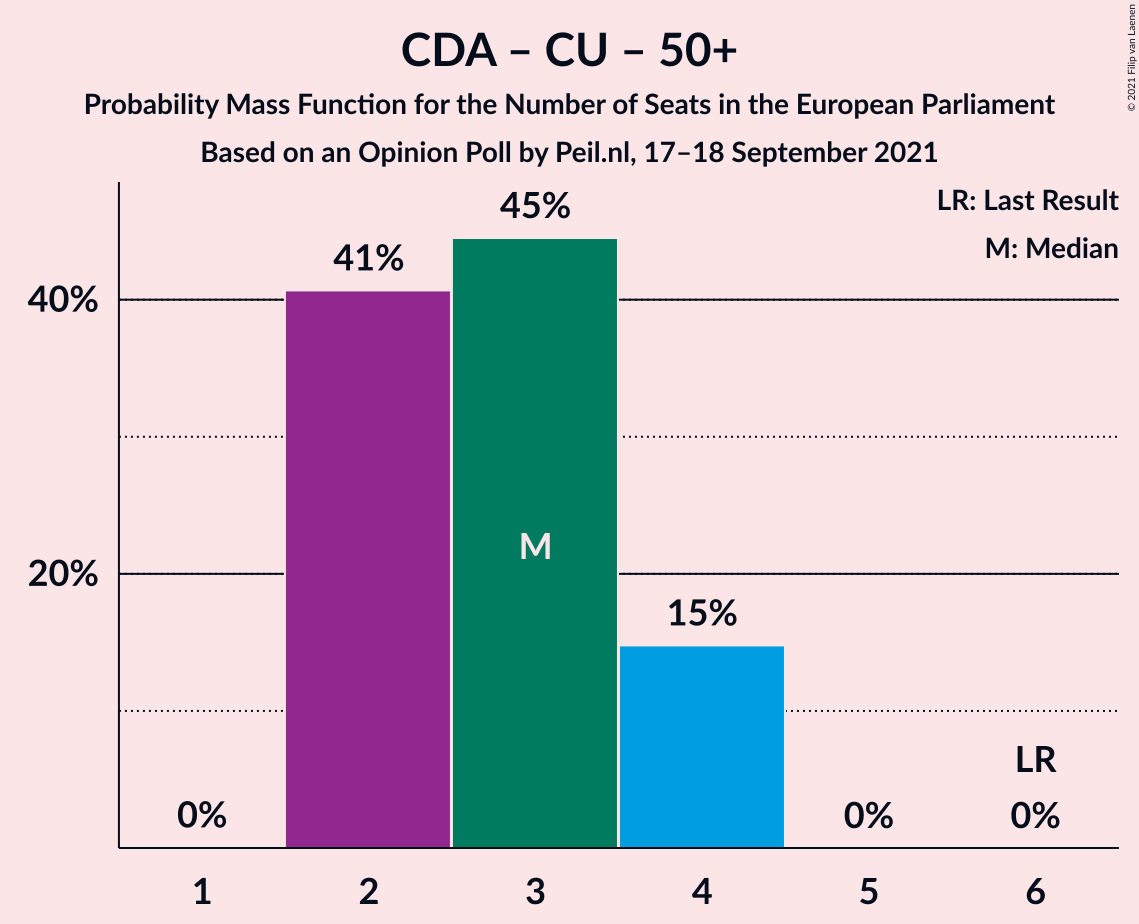 CDA – CU – 50+
Probability Mass Function for the Number of Seats in the European Parliament
Based on an Opinion Poll by Peil.nl, 17–18 September 2021
© 2021 Filip van Laenen
LR: Last Result
M: Median
45%
41%
40%
M
20%
15%
LR
0%
0%
0%
1
2
3
4
5
6